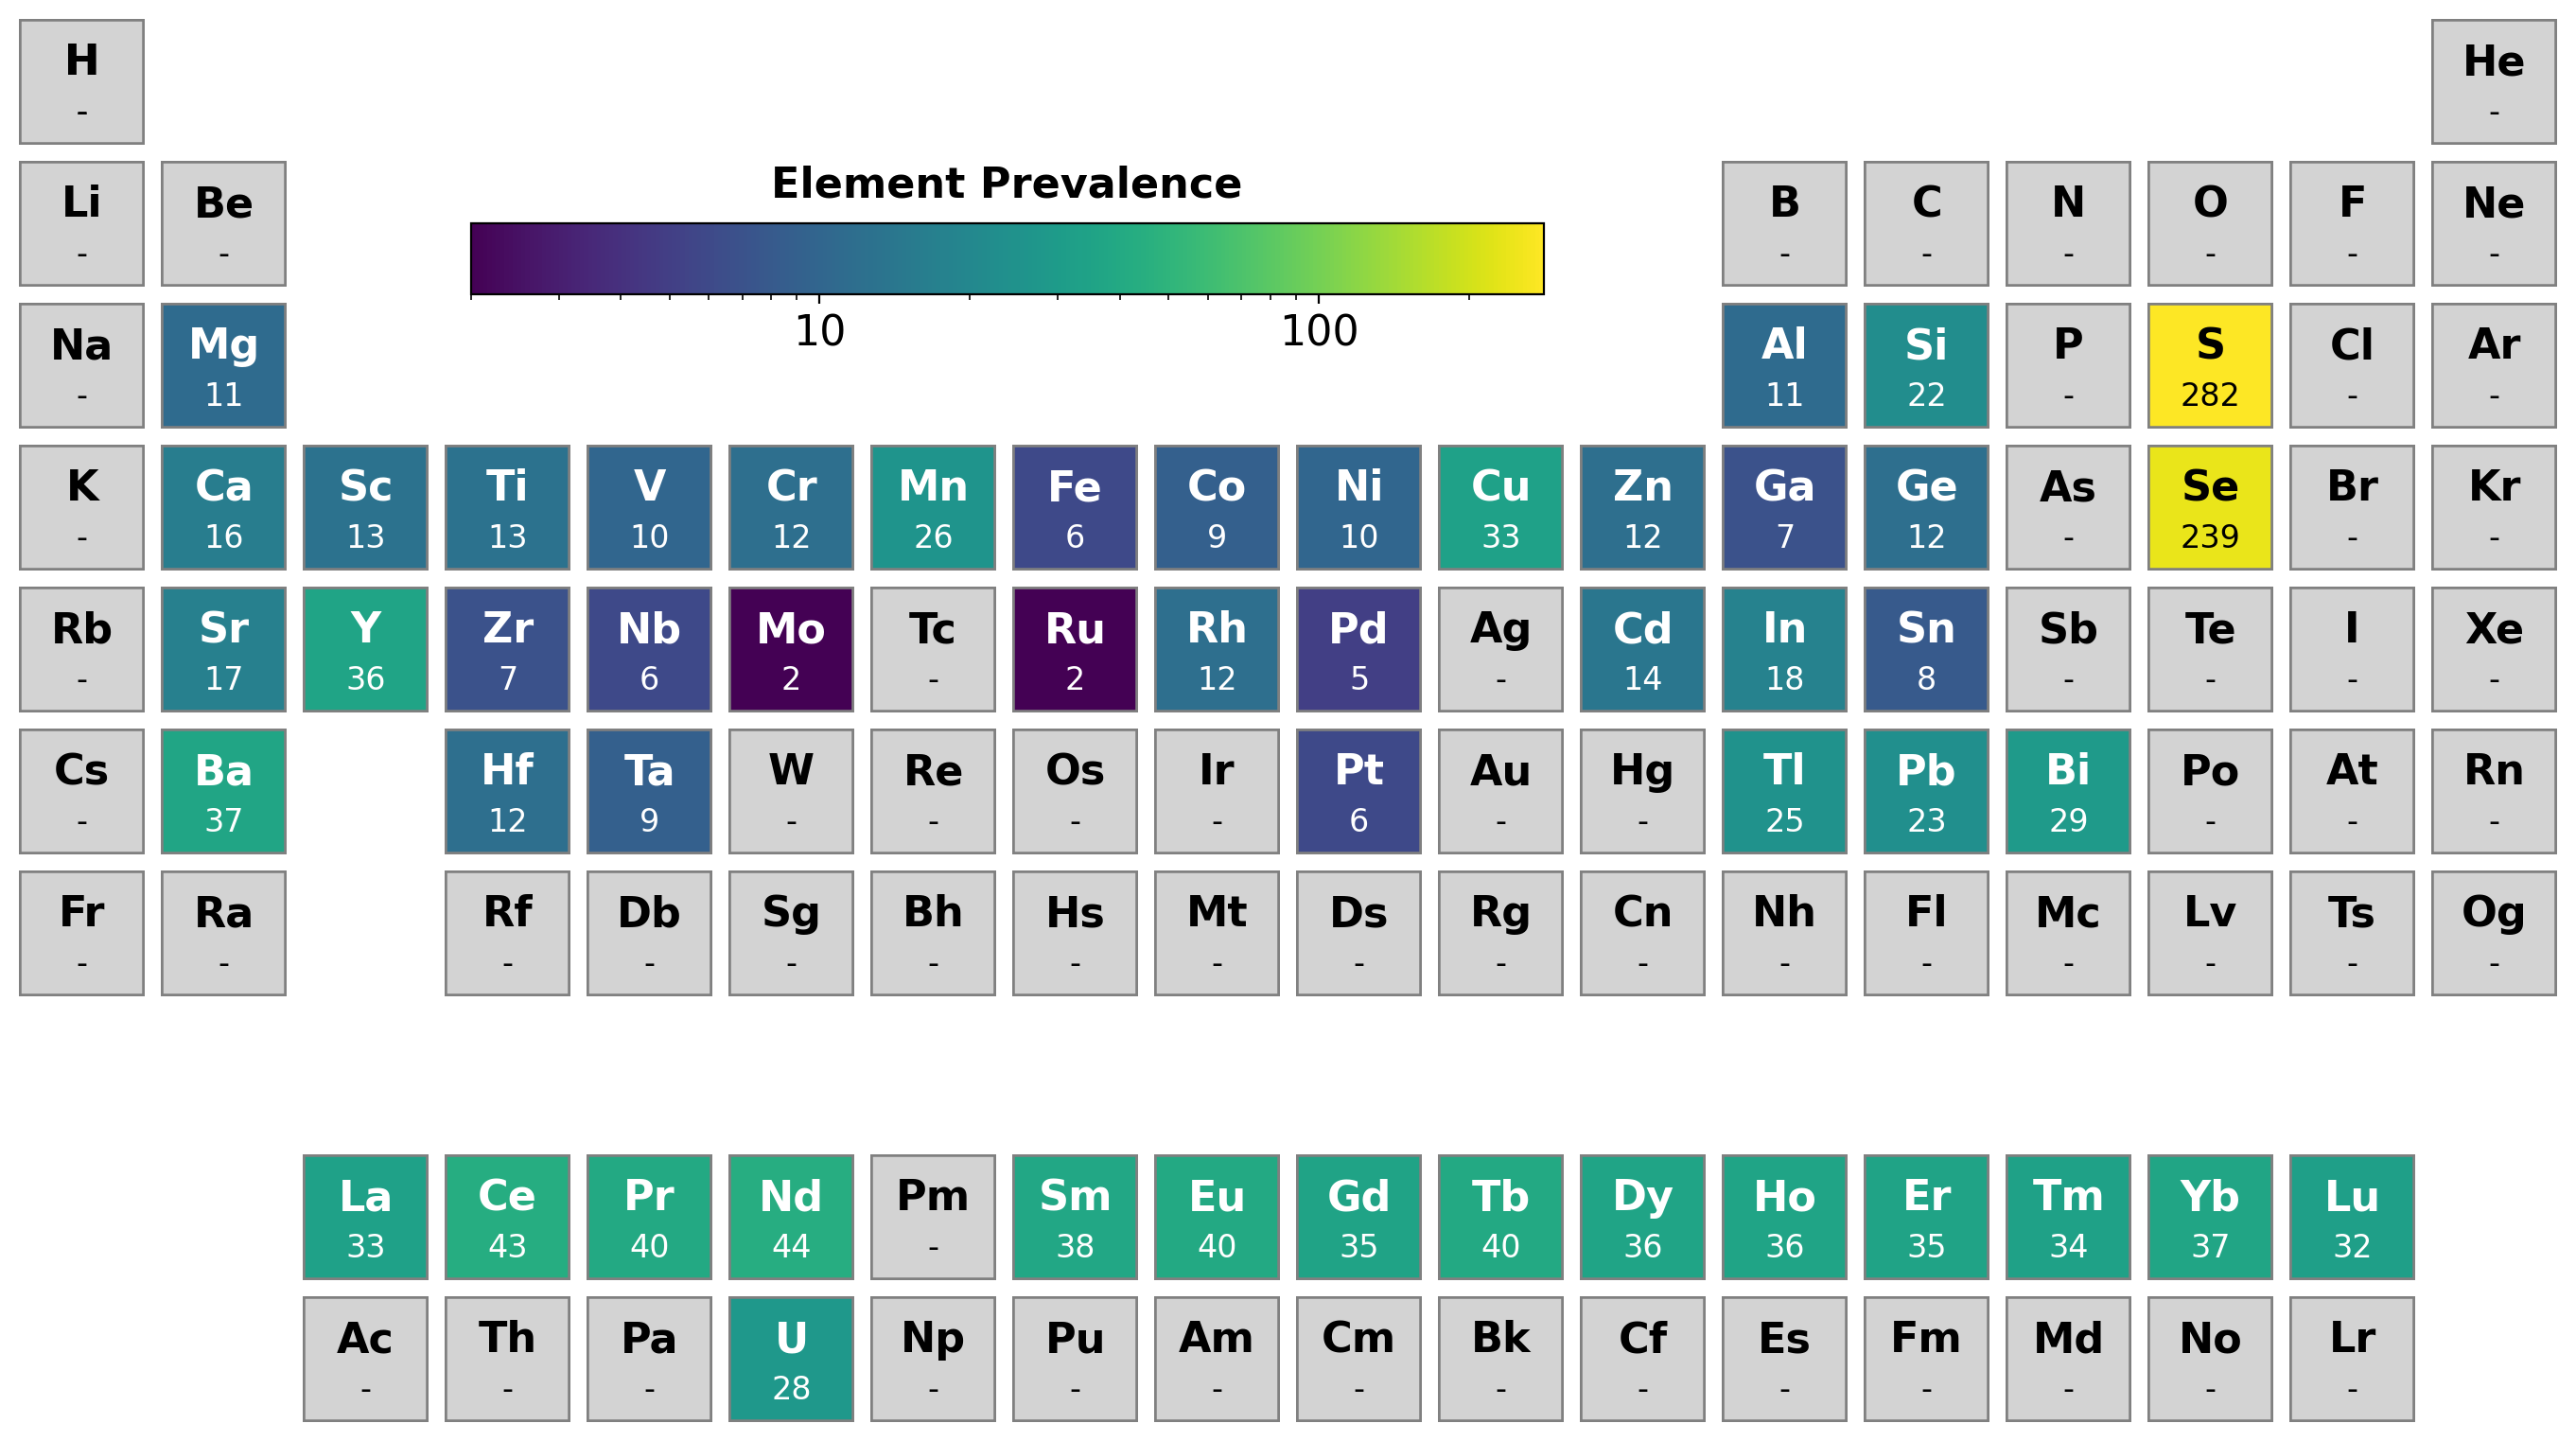 H He
- -
Element Prevalence
Li Be B C N O F Ne
- - - - - - - -
10 100
Na Mg Al Si P S Cl Ar
- 11 11 22 - 282 - -
K Ca Sc Ti V Cr Mn Fe Co Ni Cu Zn Ga Ge As Se Br Kr
- 16 13 13 10 12 26 6 9 10 33 12 7 12 - 239 - -
Rb Sr Y Zr Nb Mo Tc Ru Rh Pd Ag Cd In Sn Sb Te I Xe
- 17 36 7 6 2 - 2 12 5 - 14 18 8 - - - -
Cs Ba Hf Ta W Re Os Ir Pt Au Hg Tl Pb Bi Po At Rn
- 37 12 9 - - - - 6 - - 25 23 29 - - -
Fr Ra Rf Db Sg Bh Hs Mt Ds Rg Cn Nh Fl Mc Lv Ts Og
- - - - - - - - - - - - - - - - -
La Ce Pr Nd Pm Sm Eu Gd Tb Dy Ho Er Tm Yb Lu
33 43 40 44 - 38 40 35 40 36 36 35 34 37 32
Ac Th Pa U Np Pu Am Cm Bk Cf Es Fm Md No Lr
- - - 28 - - - - - - - - - - -